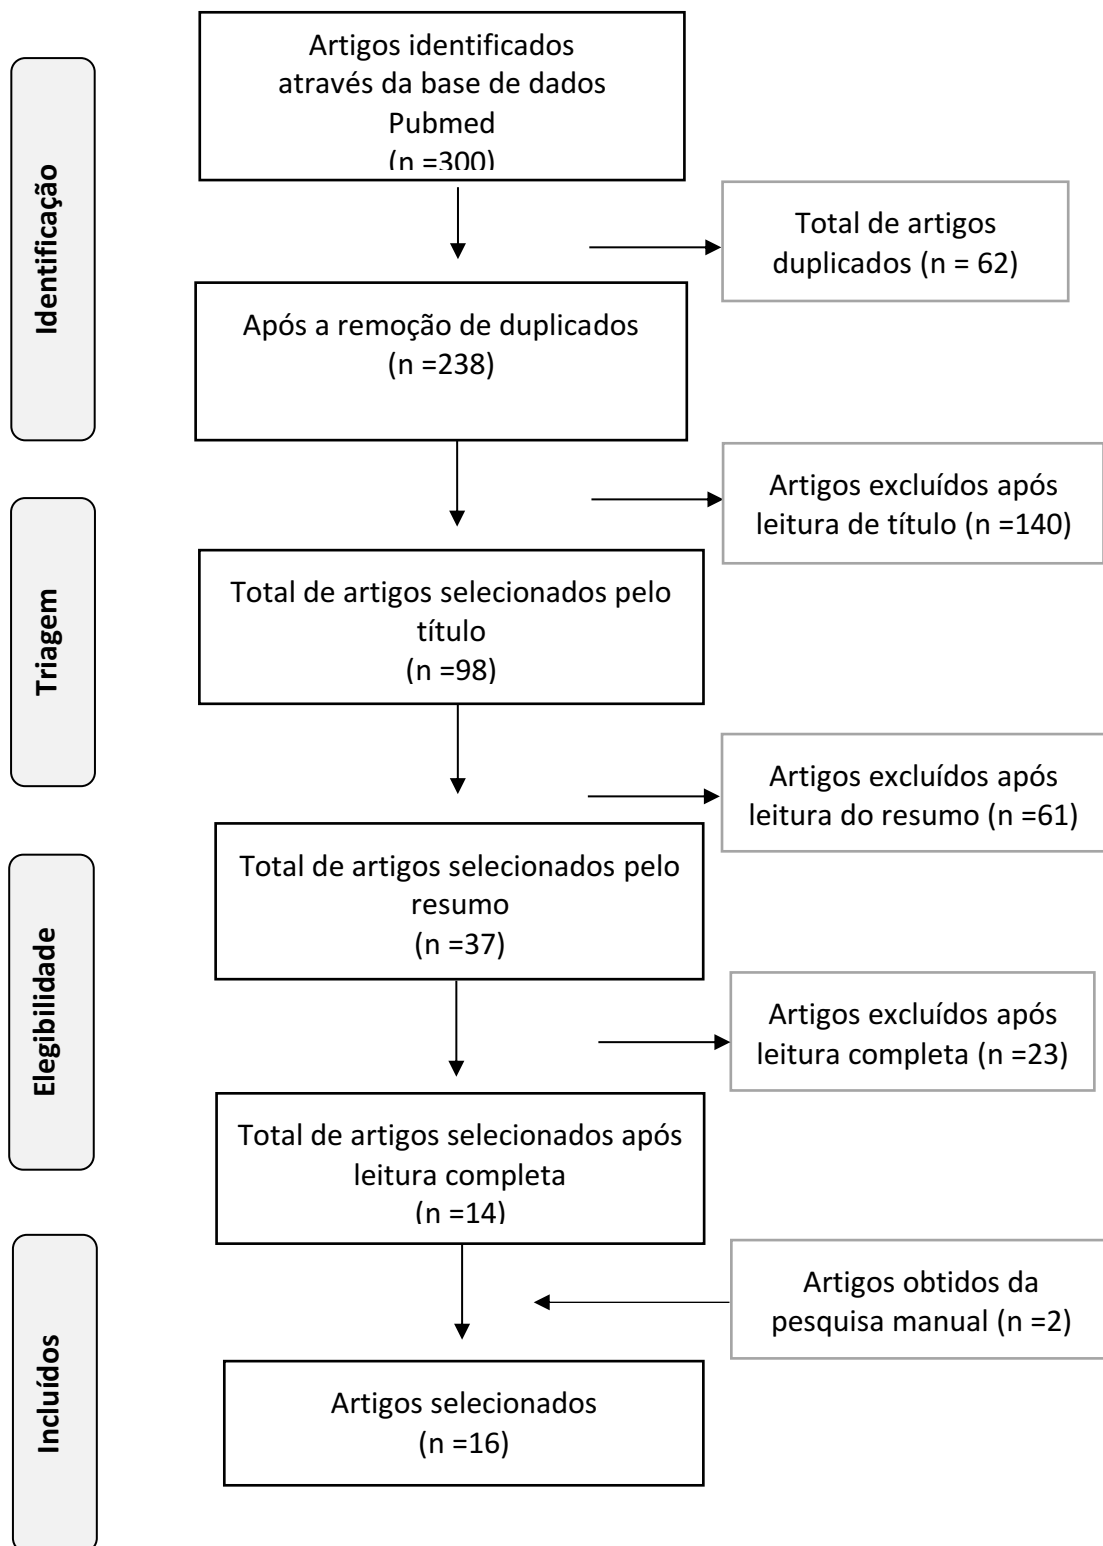 Artigos identificados
através da base de dados
Pubmed
(n =300)
Identificação
Total de artigos
duplicados (n = 62)
Após a remoção de duplicados
(n =238)
Artigos excluídos após
leitura de título (n =140)
Triagem
Total de artigos selecionados pelo
título
(n =98)
Artigos excluídos após
leitura do resumo (n =61)
Total de artigos selecionados pelo
resumo
(n =37)
Elegibilidade
Artigos excluídos após
leitura completa (n =23)
Total de artigos selecionados após
leitura completa
(n =14)
Artigos obtidos da
pesquisa manual (n =2)
Incluídos
Artigos selecionados
(n =16)